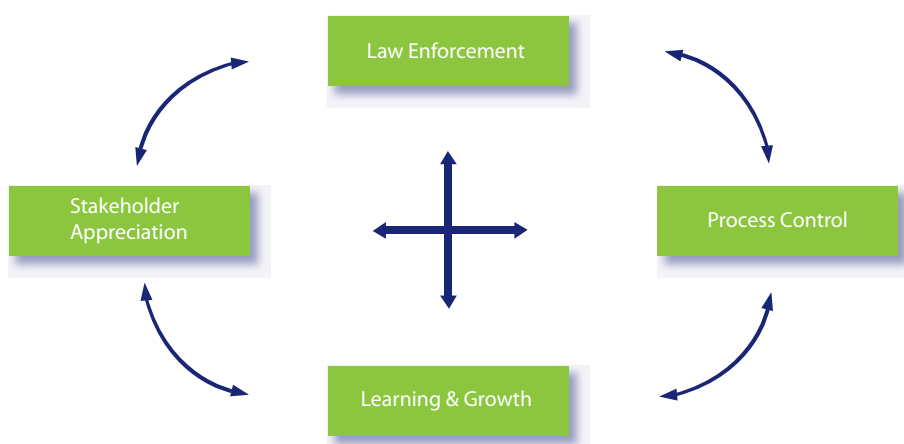 Law Enforcement
Stakeholder
Appreciation
Process Control
Learning & Growth